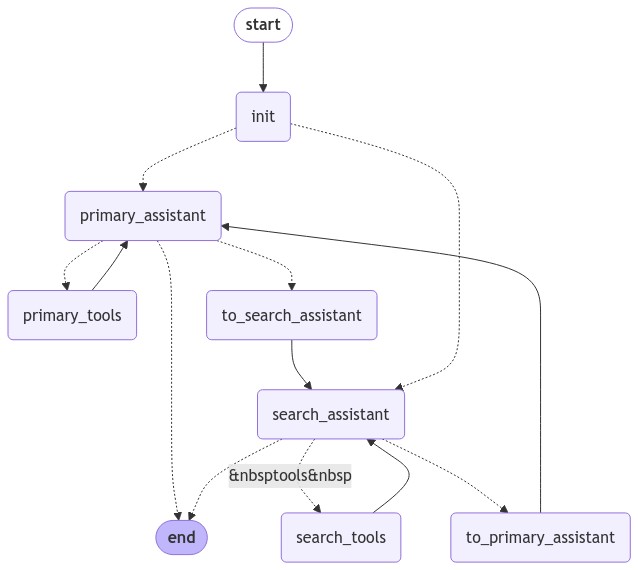 start
init
primary_assistant
primary_tools
to_search_assistant
search_assistant
&nbsptools&nbsp
end
search_tools
to_primary_assistant